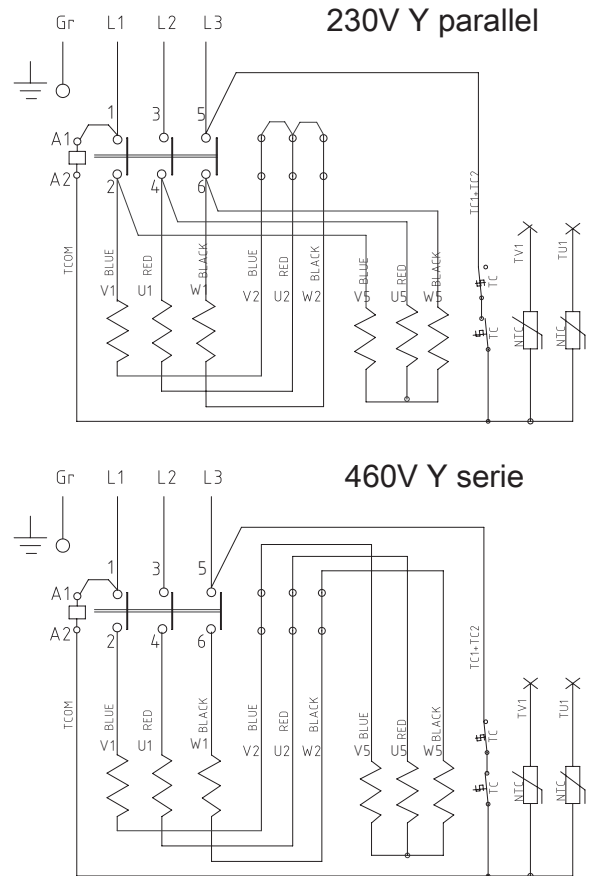 230V Y parallel
Gr L1 L2 L3
1 3 5
A1
A2
2 4 6
TCOM
BLUE RED BLACK BLUE RED BLACK BLUE RED BLACK
V1 U1 W1 V2 U2 W2 V5 U5 W5
TC1+TC2
TC
TC
TV1 TU1
NTC NTC
460V Y serie
Gr L1 L2 L3
1 3 5
A1
A2
2 4 6
TCOM
BLUE RED BLACK BLUE RED BLACK BLUE RED BLACK
V1 U1 W1 V2 U2 W2 V5 U5 W5
TC1+TC2
TC
TC
TV1 TU1
NTC NTC